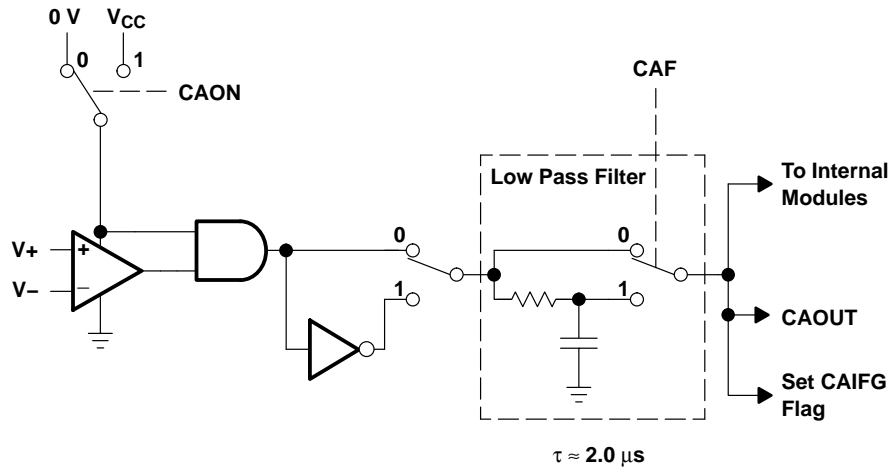 0 V VCC
0 1
CAON
CAF
Low Pass Filter
To Internal
Modules
0 0
V+ +
V− −
1 1
CAOUT
Set CAIFG
Flag
τ ≈ 2.0 μs